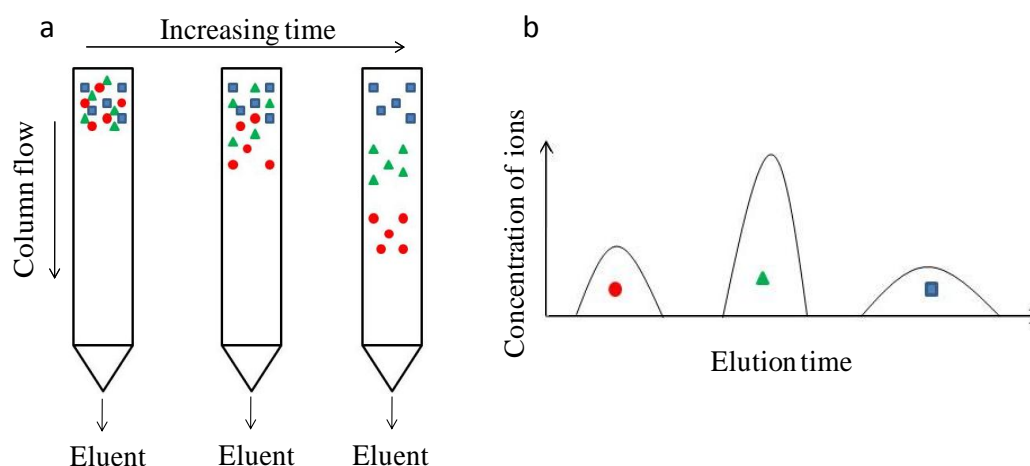 a
Increasing time
Column flow
Eluent
Eluent
Eluent
b
Concentration of ions
Elution time